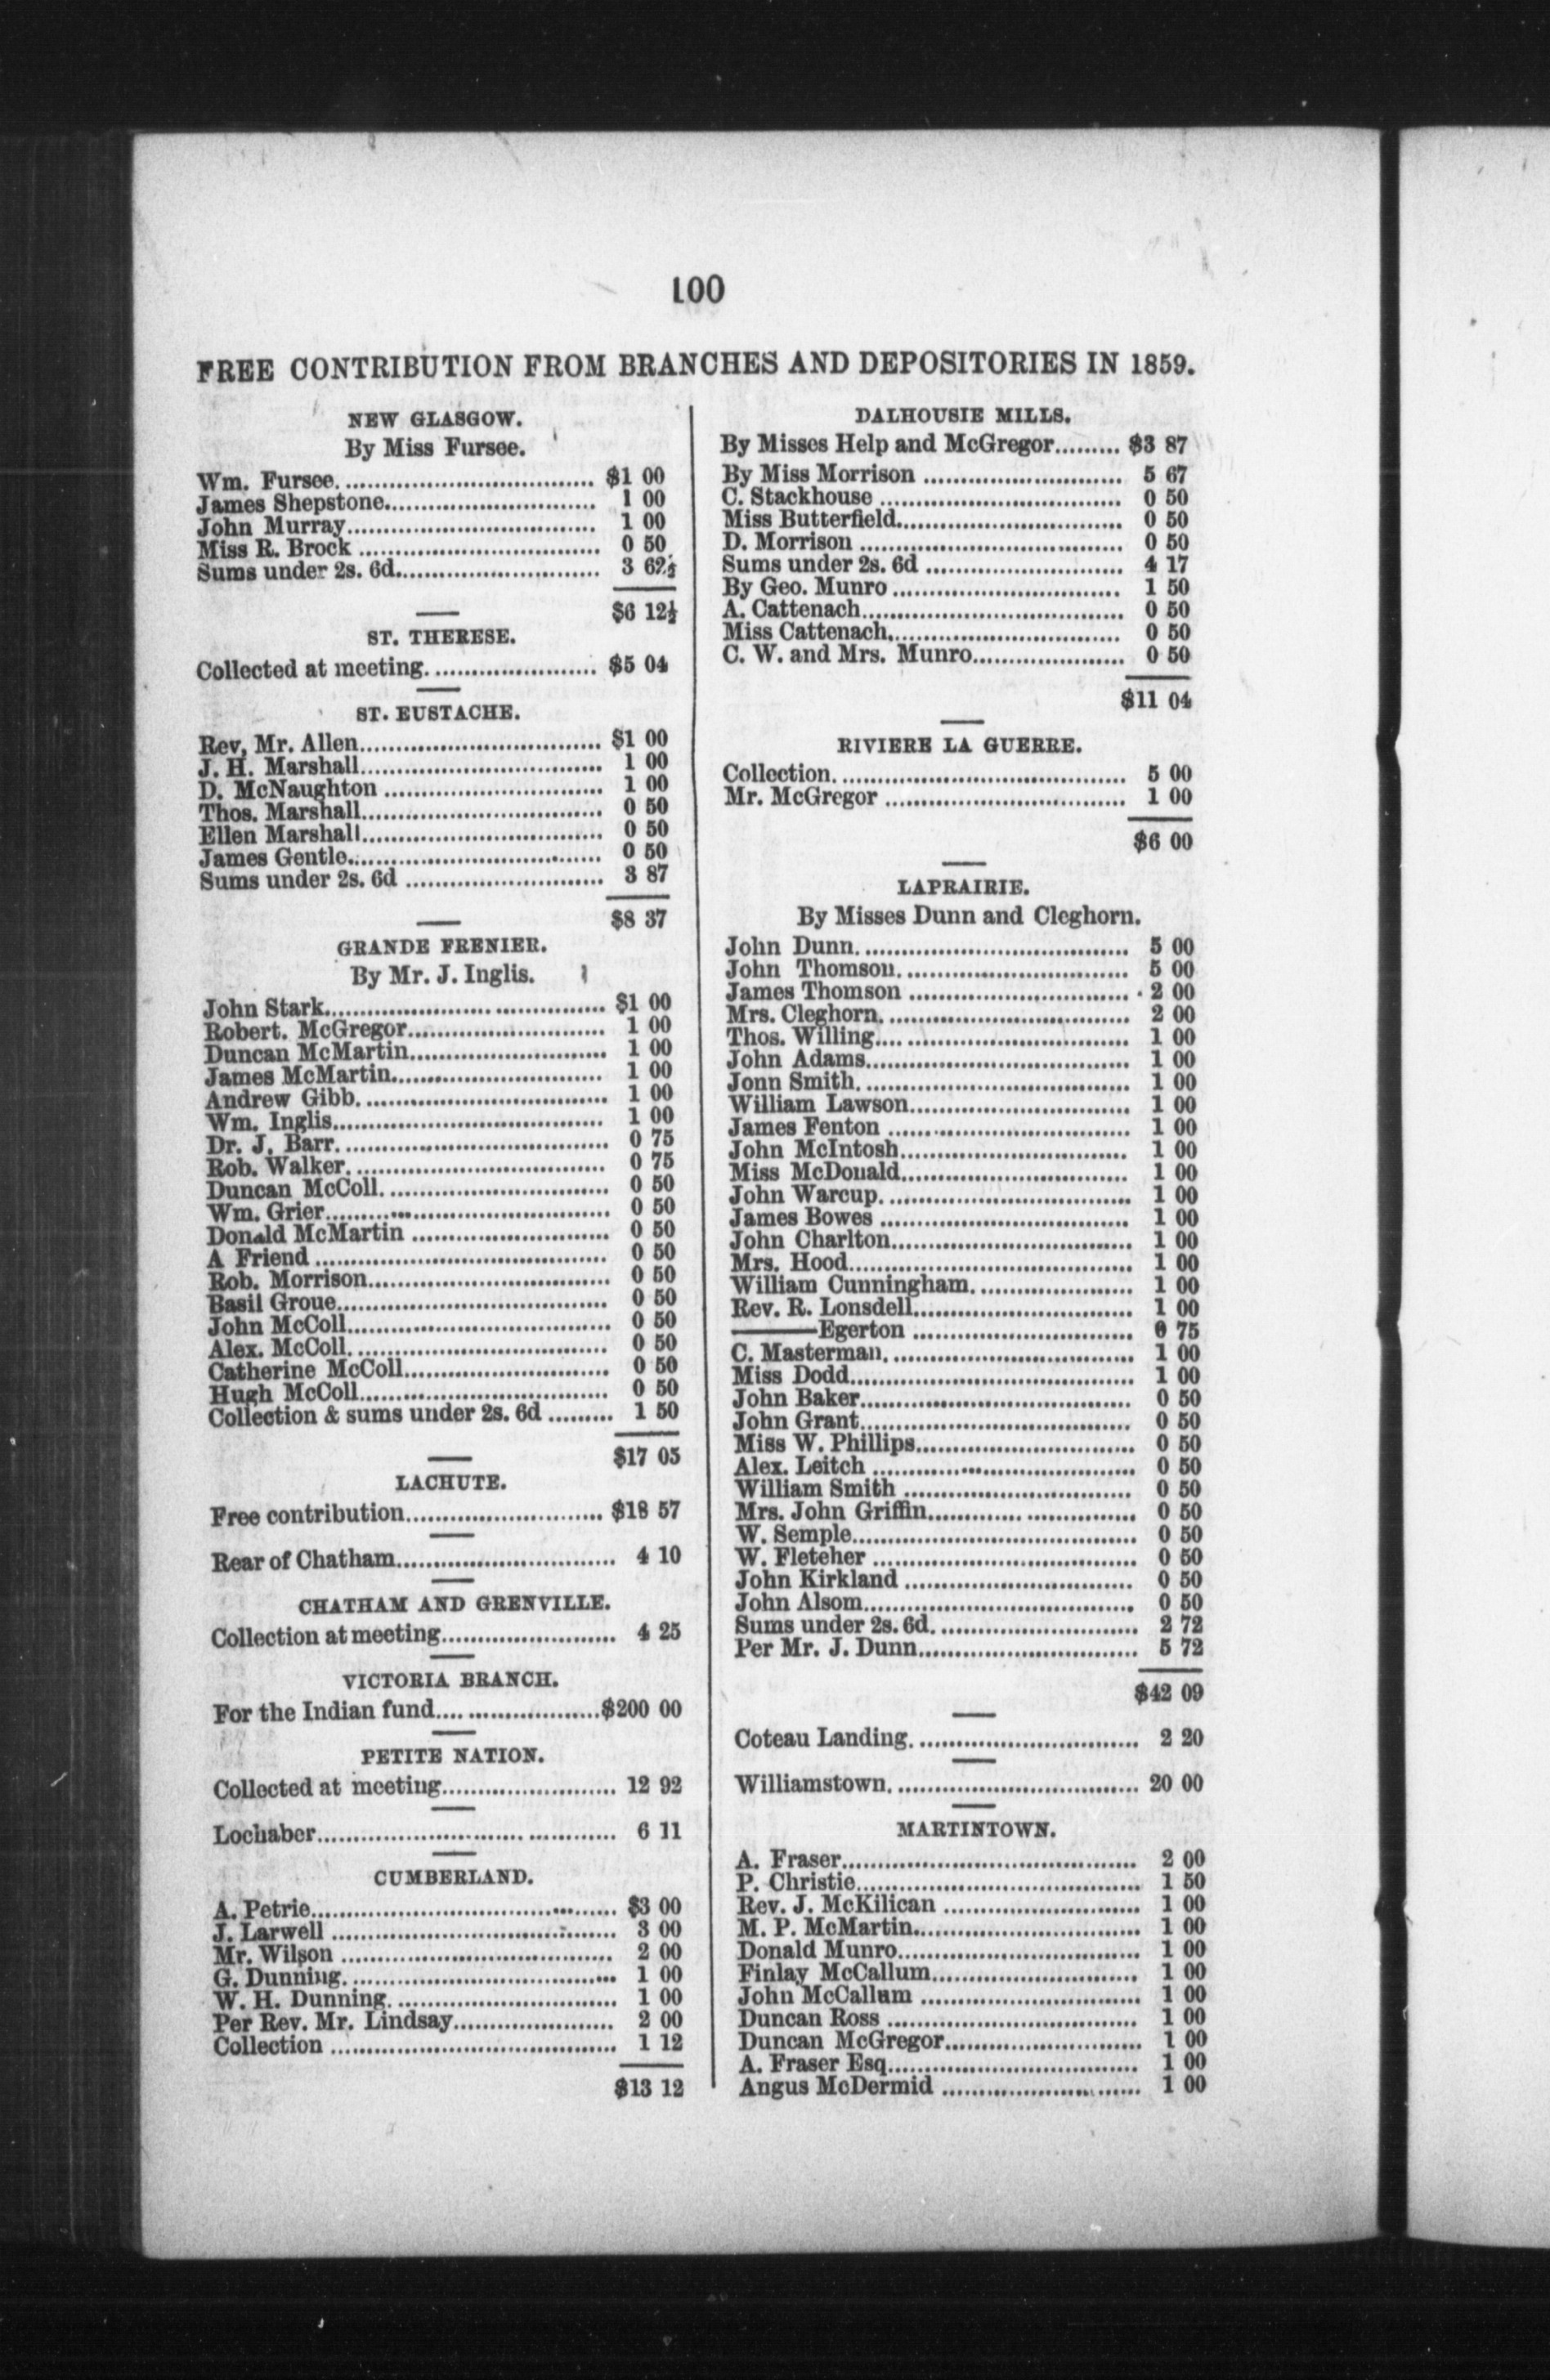 100
FREE CONTRIBUTION FROM BRANCHES AND DEPOSITORIES IN 1859.
NEW GLASGOW.
By Miss Fursee.
Wm. Fursee. $1 00
James Shepstone. 1 00
John Murray 1 00
Miss R. Brock 0 50
Sums under 2s. 6d. 3 62½
$6 12½
ST. THERESE.
Collected at meeting. $5 04
ST. EUSTACHE.
Rev, Mr. Allen $1 00
J. H. Marshall 1 00
D. McNaughton 1 00
Thos. Marshall 0 50
Ellen Marshall 0 50
James Gentle. 0 50
Sums under 2s. 6d 3 87
$8 37
GRANDE FRENIER.
By Mr. J. Inglis.
John Stark $1 00
Robert. McGregor 1 00
Duncan McMartin 1 00
James McMartin 1 00
Andrew Gibb. 1 00
Wm. Inglis 1 00
Dr. J. Barr. 0 75
Rob. Walker. 0 75
Duncan McColl. 0 50
Wm. Grier 0 50
Donald McMartin 0 50
A Friend 0 50
Rob. Morrison 0 50
Basil Groue 0 50
John McColl 0 50
Alex. McColl. 0 50
Catherine McColl 0 50
Hugh McColl 0 50
Collection & sums under 2s. 6d 1 50
$17 05
LACHUTE.
Free contribution $18 57
Rear of Chatham 4 10
CHATHAM AND GRENVILLE.
Collection at meeting 4 25
VICTORIA BRANCH.
For the Indian fund $200 00
PETITE NATION.
Collected at meeting 12 92
Lochaber 6 11
CUMBERLAND.
A. Petrie $3 00
J. Larwell 3 00
Mr. Wilson 2 00
G. Dunning. 1 00
W. H. Dunning. 1 00
Per Rev. Mr. Lindsay 2 00
Collection 1 12
$13 12
DALHOUSIE MILLS.
By Misses Help and McGregor $3 87
By Miss Morrison 5 67
C. Stackhouse 0 50
Miss Butterfield 0 50
D. Morrison 0 50
Sums under 2s. 6d 4 17
By Geo. Munro 1 50
A. Cattenach 0 50
Miss Cattenach 0 50
C. W. and Mrs. Munro 0 50
$11 04
RIVIERE LA GUERRE.
Collection. 5 00
Mr. McGregor 1 00
$6 00
LAPRAIRIE.
By Misses Dunn and Cleghorn.
John Dunn. 5 00
John Thomson. 5 00
James Thomson 2 00
Mrs. Cleghorn. 2 00
Thos. Willing 1 00
John Adams 1 00
Jonn Smith. 1 00
William Lawson 1 00
James Fenton 1 00
John McIntosh 1 00
Miss McDonald 1 00
John Warcup. 1 00
James Bowes 1 00
John Charlton 1 00
Mrs. Hood 1 00
William Cunningham. 1 00
Rev. R. Lonsdell 1 00
——Egerton 0 75
C. Masterman. 1 00
Miss Dodd 1 00
John Baker 0 50
John Grant 0 50
Miss W. Phillips 0 50
Alex. Leitch 0 50
William Smith 0 50
Mrs. John Griffin 0 50
W. Semple 0 50
W. Fleteher 0 50
John Kirkland 0 50
John Alsom 0 50
Sums under 2s. 6d. 2 72
Per Mr. J. Dunn 5 72
$42 09
Coteau Landing. 2 20
Williamstown. 20 00
MARTINTOWN.
A. Fraser 2 00
P. Christie 1 50
Rev. J. McKilican 1 00
M. P. McMartin 1 00
Donald Munro 1 00
Finlay McCallum 1 00
John McCallum 1 00
Duncan Ross 1 00
Duncan McGregor 1 00
A. Fraser Esq 1 00
Angus McDermid 1 00